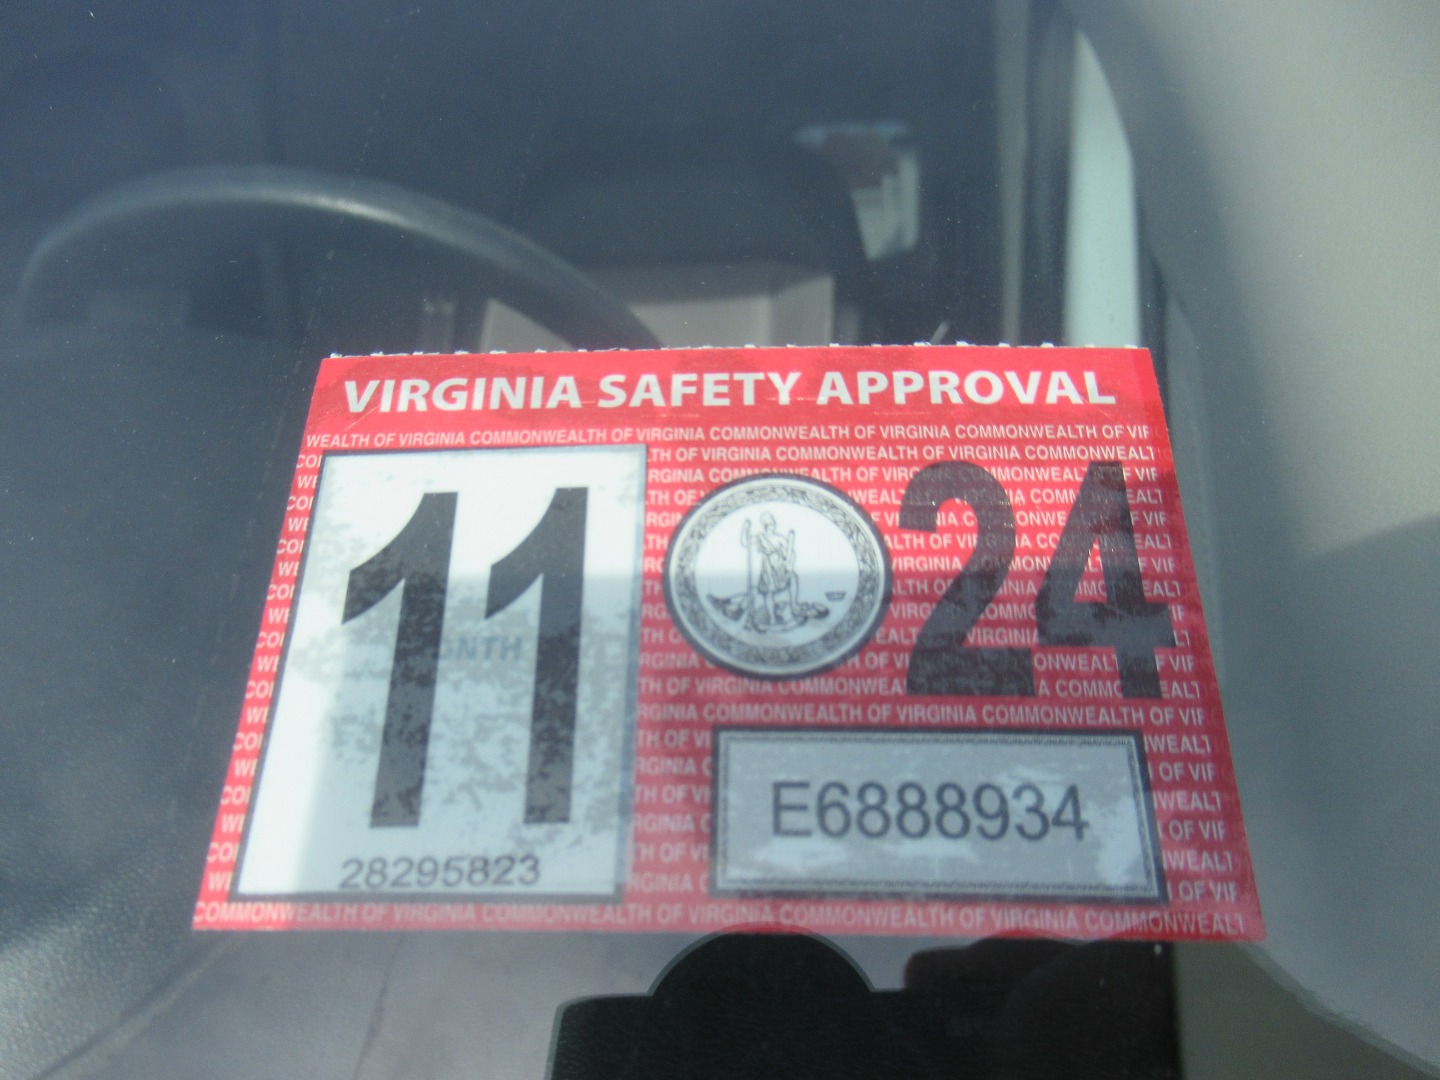 VIRGINIA SAFETY APPROVAL
WEALTH OF VIRGINIA COMMONWEALTH OF VIRGINIA COMMONWEALTH OF VIRGINIA COMMONWEALTH OF VIR
11
24
28295823
E6888934
COMMONWEALTH OF VIRGINIA COMMONWEALTH OF VIRGINIA COMMONWEALTH OF VIRGINIA COMMONWEALT